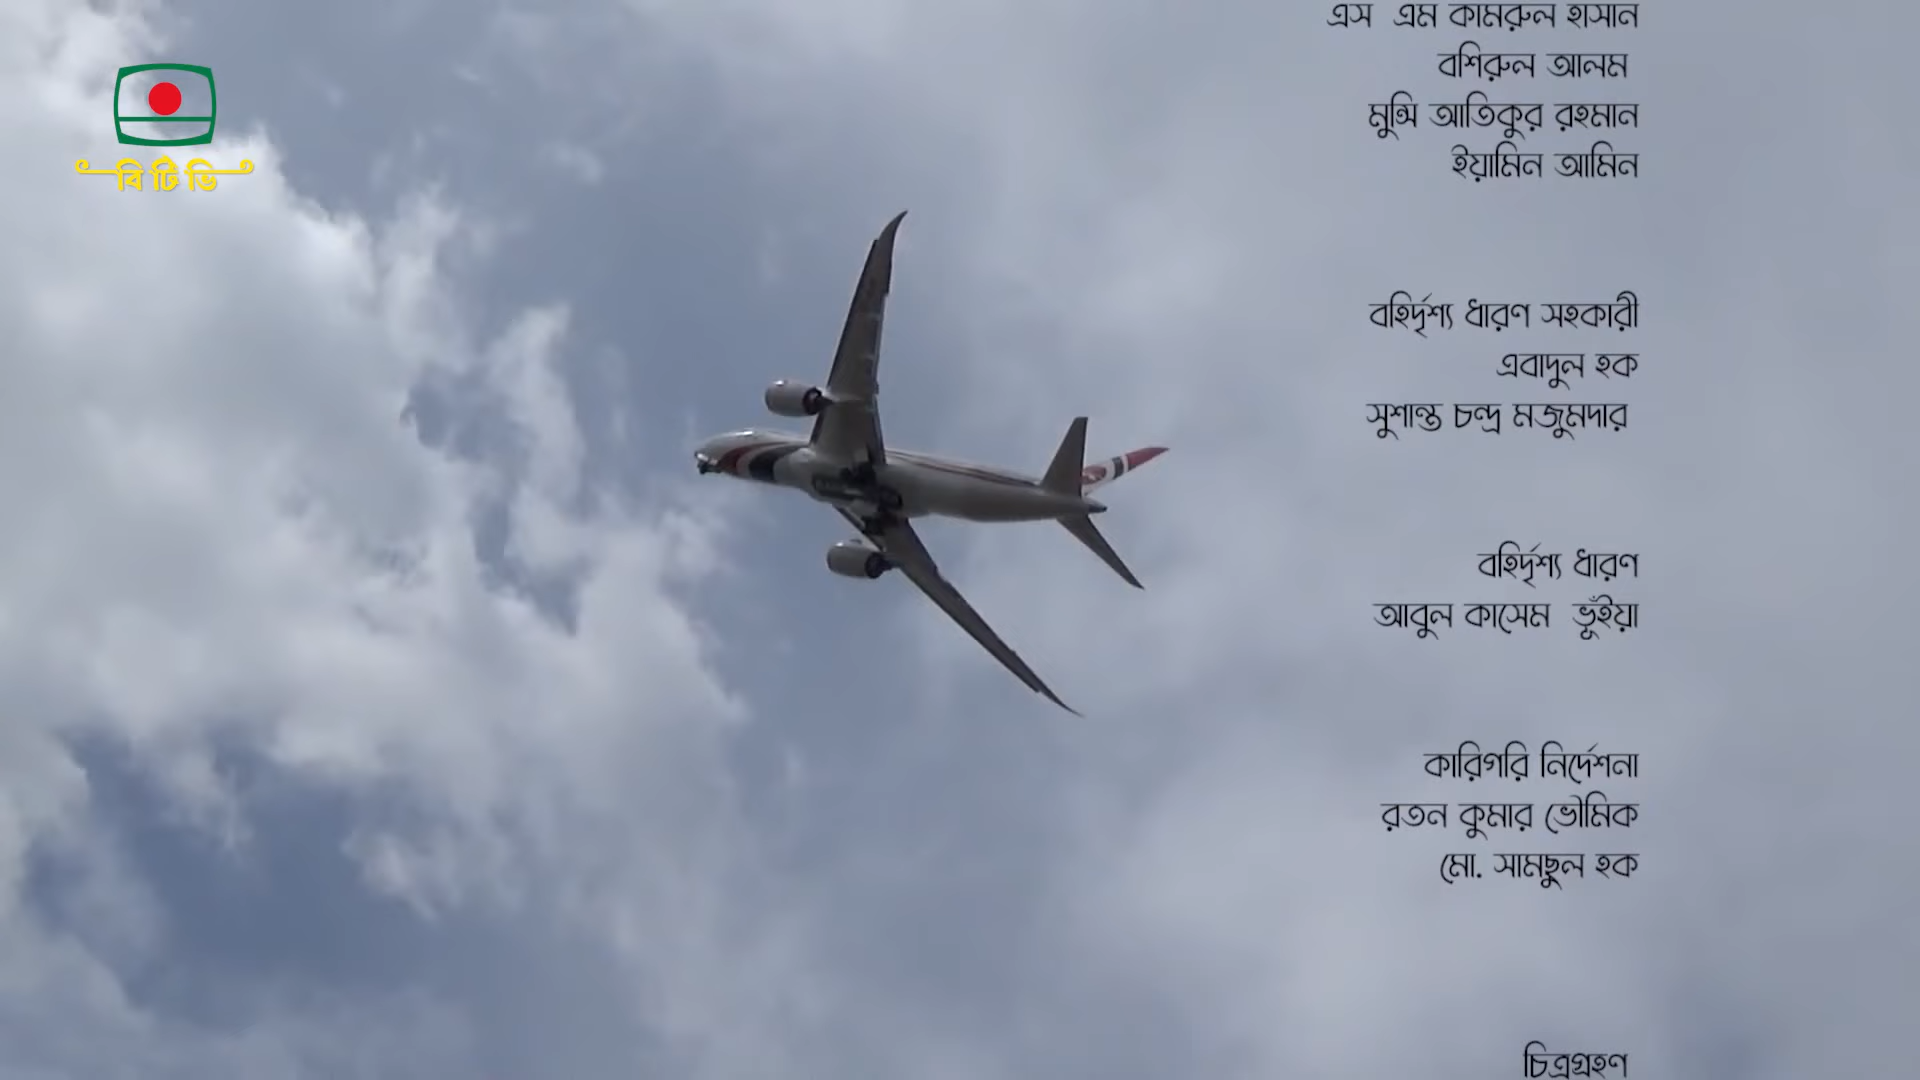 বি টি ভি
এস এম কামরুল হাসান
বশিরুল আলম
মুন্সি আতিকুর রহমান
ইয়ামিন আমিন
বহির্দৃশ্য ধারণ সহকারী
এবাদুল হক
সুশান্ত চন্দ্র মজুমদার
বহির্দৃশ্য ধারণ
আবুল কাসেম ভূঁইয়া
কারিগরি নির্দেশনা
রতন কুমার ভৌমিক
মো. সামছুল হক
চিত্রগ্রহণ